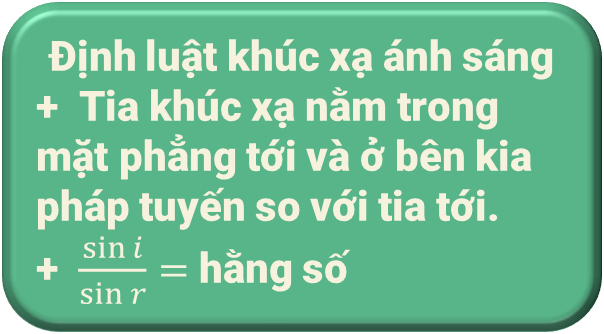 Định luật khúc xạ ánh sáng
+ Tia khúc xạ nằm trong
mặt phẳng tới và ở bên kia
pháp tuyến so với tia tới.
+ sin i / sin r = hằng số